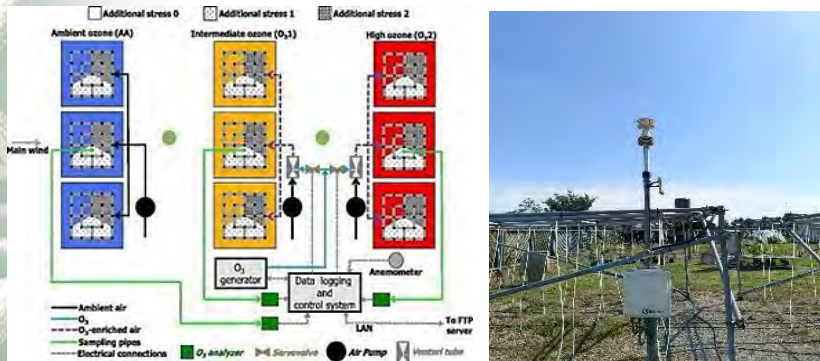 Additional stress 0 Additional stress 1 Additional stress 2
Ambient ozone (AA) Intermediate ozone (O₃1) High ozone (O₃2)
Main wind
O₃ generator
Data logging and control system
Anemometer
LAN
To FTP server
Ambient air
O₃
O₃-enriched air
Sampling pipes
Electrical connections
O₃ analyzer Servovalve Air Pump Venturi tube